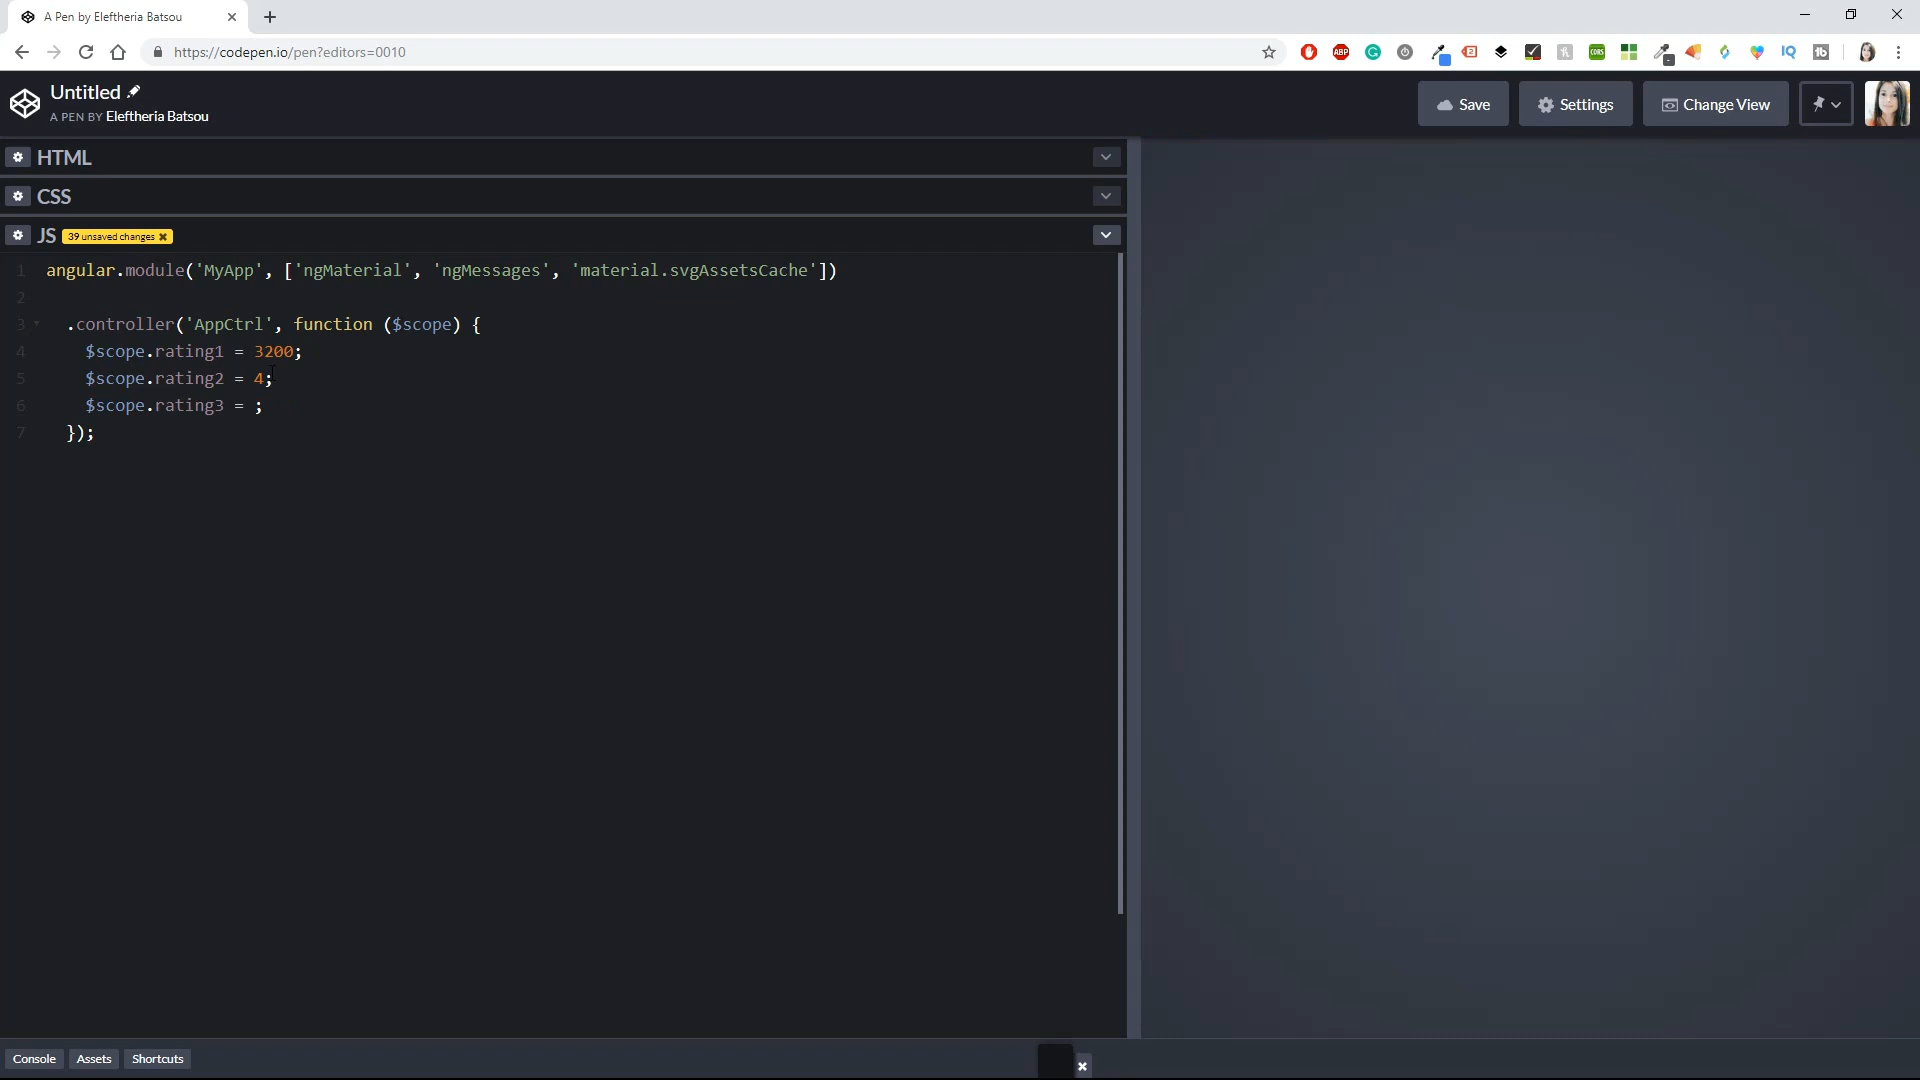 A Pen by Eleftheria Batsou
https://codepen.io/pen?editors=0010
Untitled
A PEN BY Eleftheria Batsou
Save
Settings
Change View
HTML
CSS
JS
39 unsaved changes
1 angular.module('MyApp', ['ngMaterial', 'ngMessages', 'material.svgAssetsCache'])
2
3 .controller('AppCtrl', function ($scope) {
4 $scope.rating1 = 3200;
5 $scope.rating2 = 4;
6 $scope.rating3 = ;
7 });
Console
Assets
Shortcuts